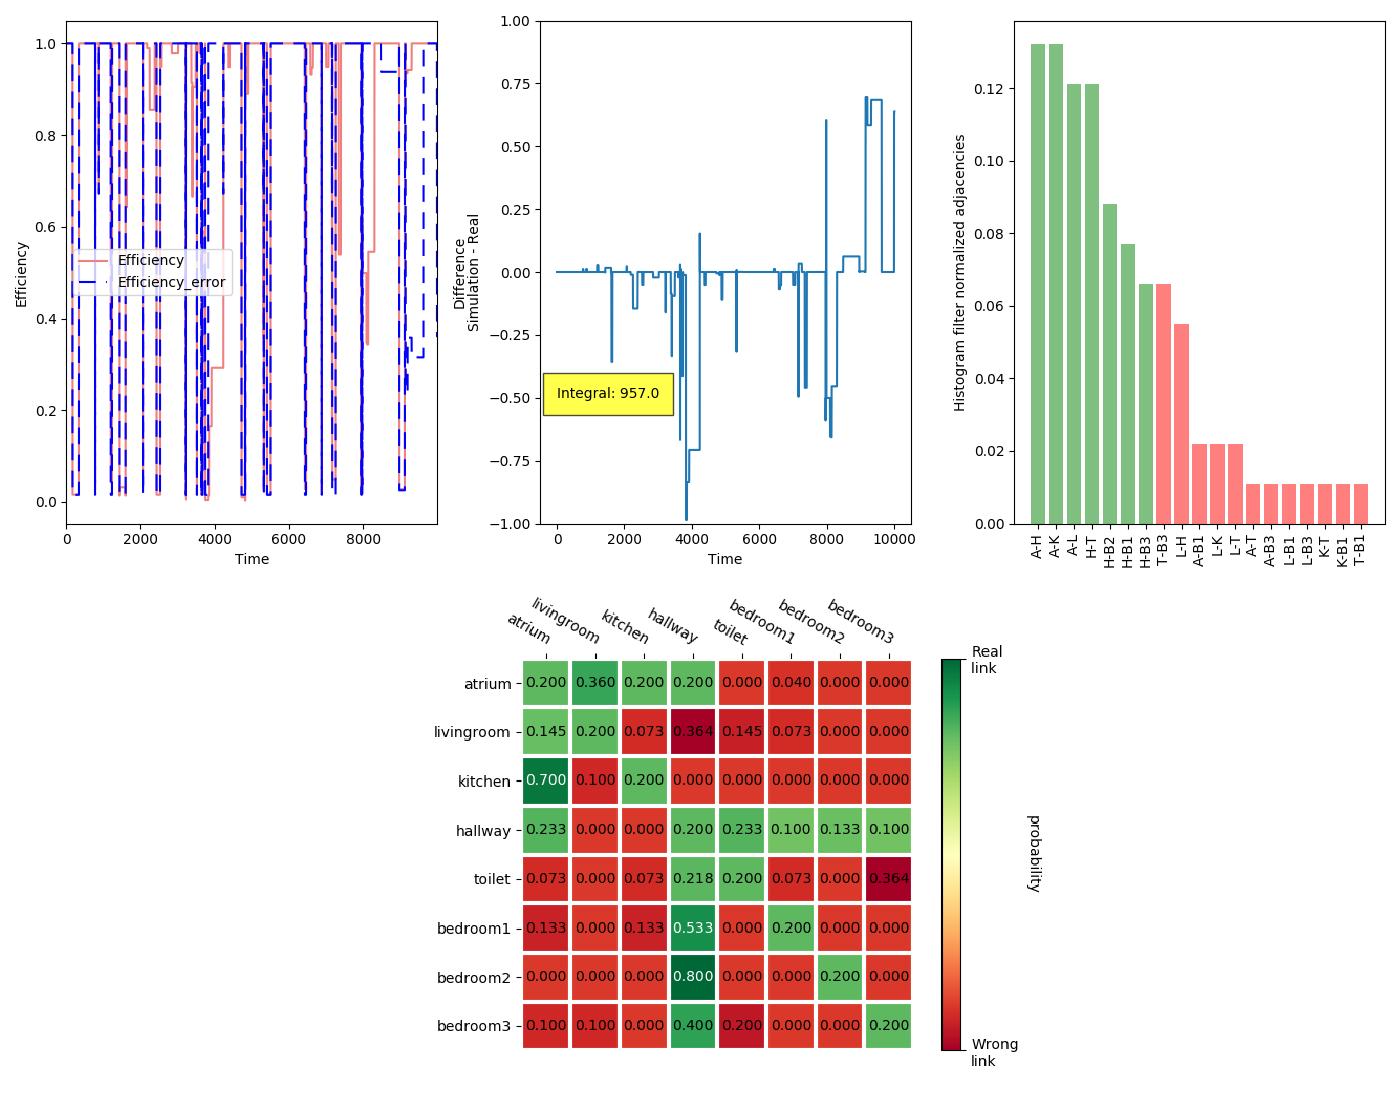 1.0
0.8
0.6
0.4
0.2
0.0
Efficiency
Efficiency
Efficiency_error
0 2000 4000 6000 8000
Time
1.00
0.75
0.50
0.25
0.00
−0.25
−0.50
−0.75
−1.00
Difference
Simulation - Real
Integral: 957.0
0 2000 4000 6000 8000 10000
Time
0.12
0.10
0.08
0.06
0.04
0.02
0.00
Histogram filter normalized adjacencies
A-H A-K A-L H-T H-B2 H-B1 H-B3 T-B3 L-H A-B1 L-K L-T A-T A-B3 L-B1 L-B3 K-T K-B1 T-B1
atrium livingroom kitchen hallway toilet bedroom1 bedroom2 bedroom3
atrium 0.200 0.360 0.200 0.200 0.000 0.040 0.000 0.000
livingroom 0.145 0.200 0.073 0.364 0.145 0.073 0.000 0.000
kitchen 0.700 0.100 0.200 0.000 0.000 0.000 0.000 0.000
hallway 0.233 0.000 0.000 0.200 0.233 0.100 0.133 0.100
toilet 0.073 0.000 0.073 0.218 0.200 0.073 0.000 0.364
bedroom1 0.133 0.000 0.133 0.533 0.000 0.200 0.000 0.000
bedroom2 0.000 0.000 0.000 0.800 0.000 0.000 0.200 0.000
bedroom3 0.100 0.100 0.000 0.400 0.200 0.000 0.000 0.200
Real
link
probability
Wrong
link